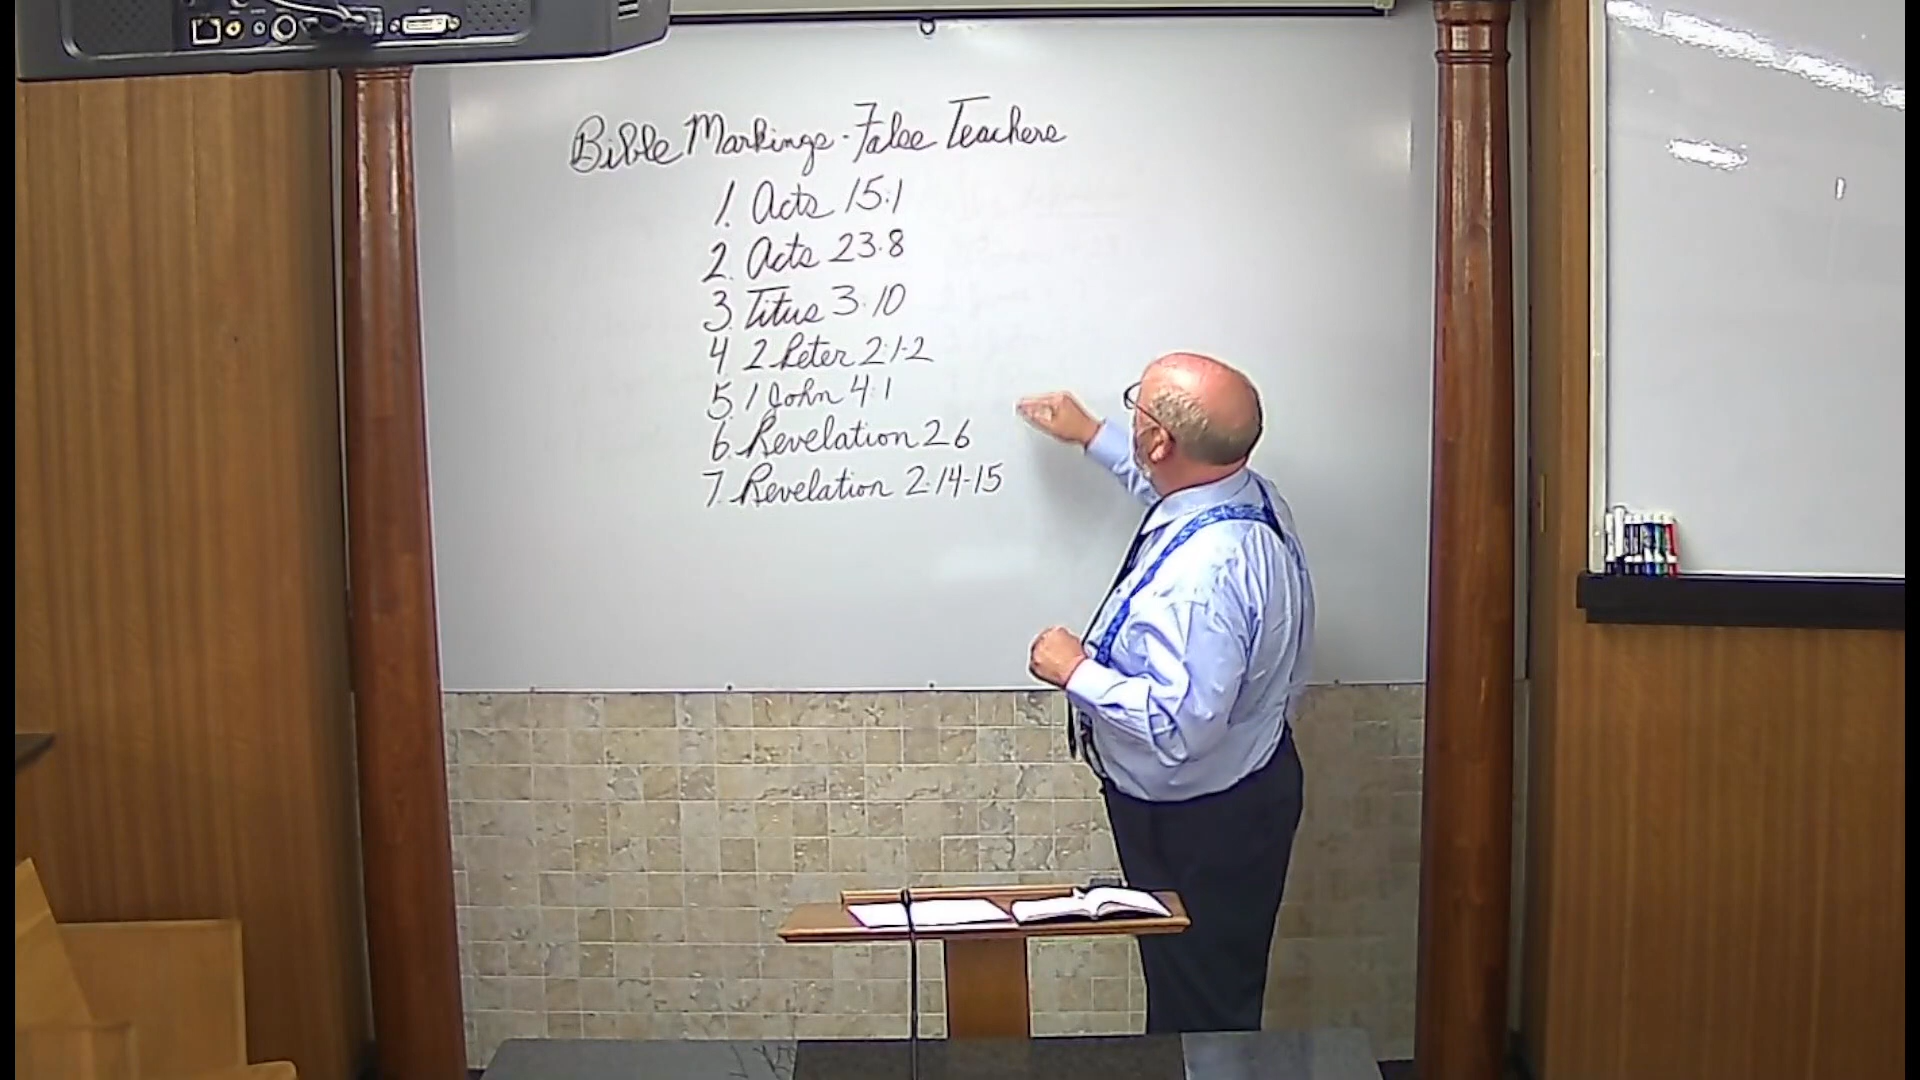 Bible Markings - False Teachers
1. Acts 15:1
2. Acts 23:8
3. Titus 3:10
4 2 Peter 2:1-2
5. 1 John 4:1
6. Revelation 2:6
7. Revelation 2:14-15